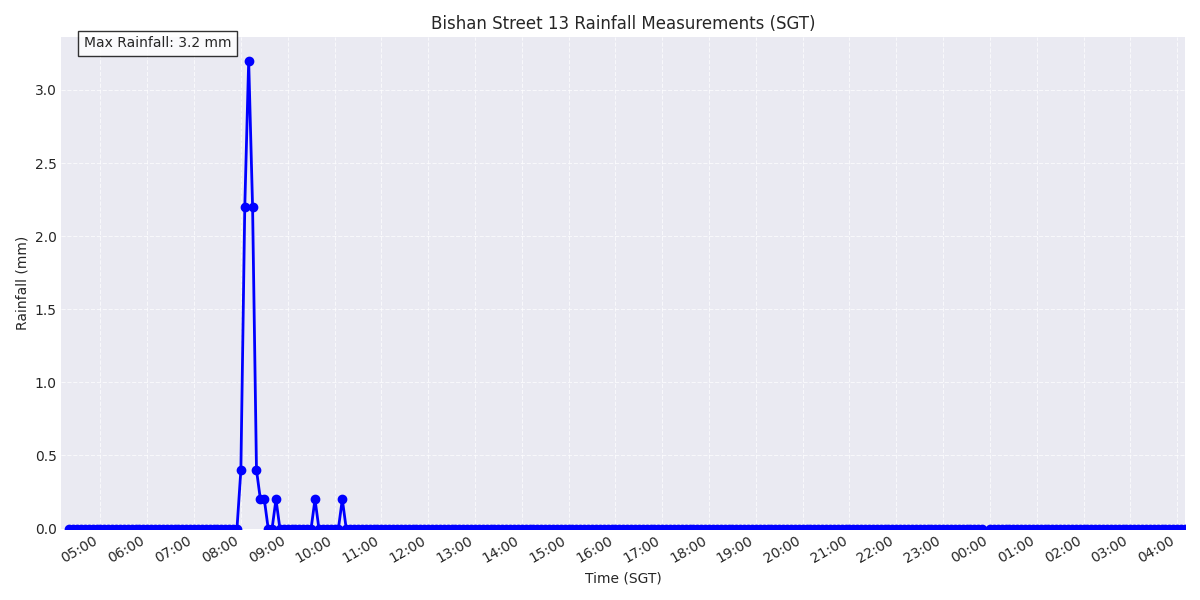 Bishan Street 13 Rainfall Measurements (SGT)
Max Rainfall: 3.2 mm
Rainfall (mm)
3.0
2.5
2.0
1.5
1.0
0.5
0.0
05:00 06:00 07:00 08:00 09:00 10:00 11:00 12:00 13:00 14:00 15:00 16:00 17:00 18:00 19:00 20:00 21:00 22:00 23:00 00:00 01:00 02:00 03:00 04:00
Time (SGT)